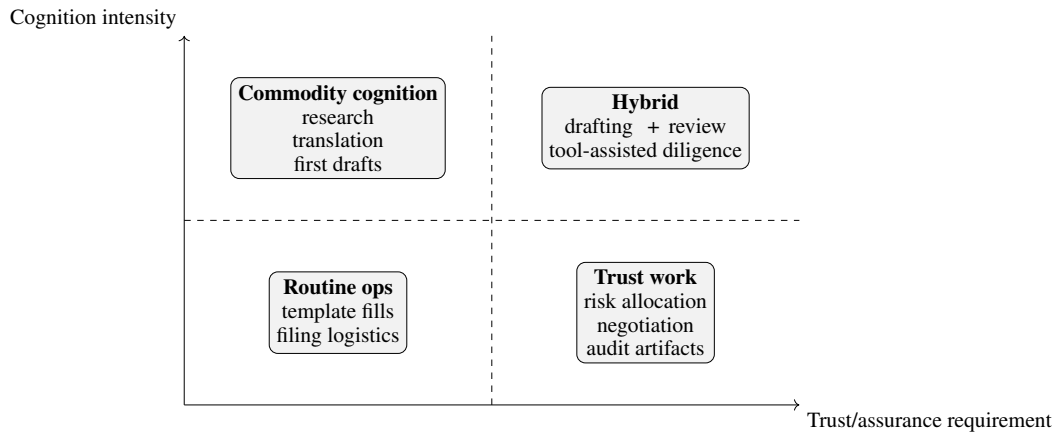 Cognition intensity
Commodity cognition
research
translation
first drafts
Hybrid
drafting + review
tool-assisted diligence
Routine ops
template fills
filing logistics
Trust work
risk allocation
negotiation
audit artifacts
Trust/assurance requirement